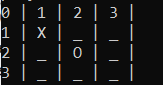 0 | 1 | 2 | 3 |
1 | X | _ | _ |
2 | _ | O | _ |
3 | _ | _ | _ |